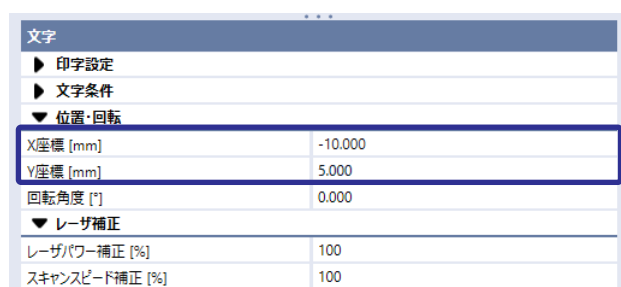 文字
▶ 印字設定
▶ 文字条件
▼ 位置・回転
X座標 [mm] -10.000
Y座標 [mm] 5.000
回転角度 [°] 0.000
▼ レーザ補正
レーザパワー補正 [%] 100
スキャンスピード補正 [%] 100